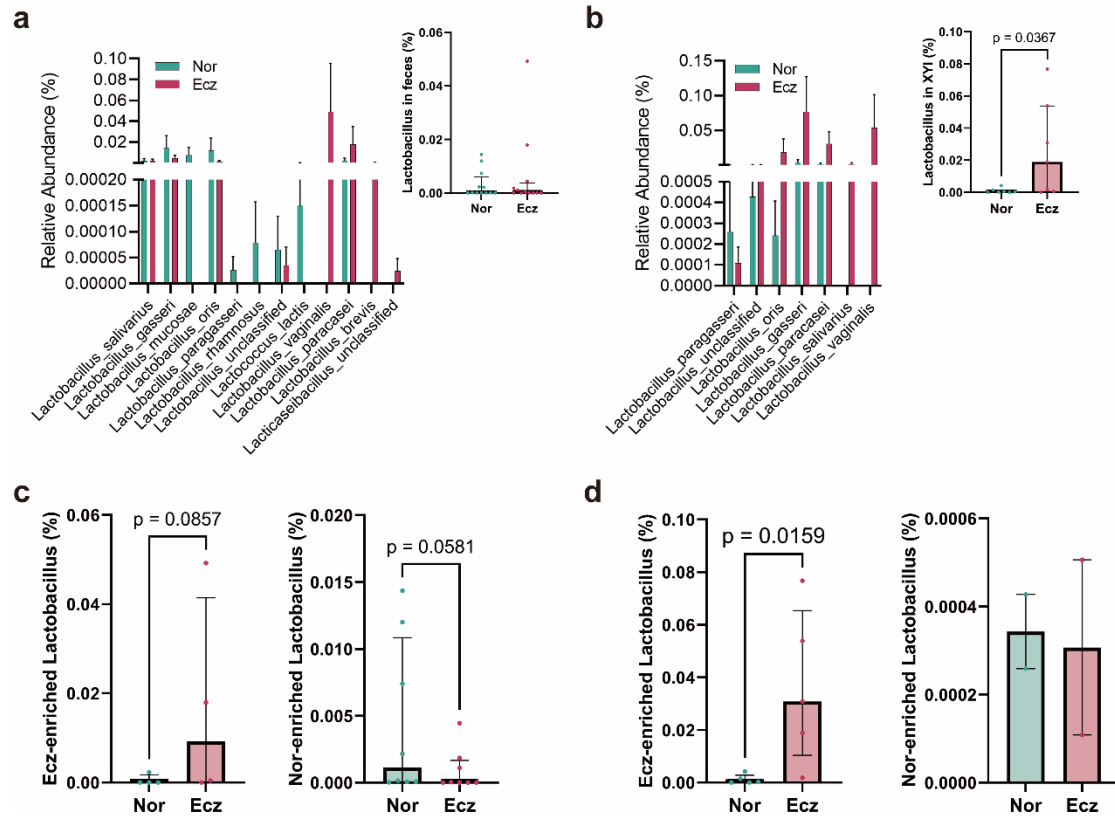 a
Relative Abundance (%)
0.10
0.08
0.06
0.04
0.02
0.00020
0.00015
0.00010
0.00005
0.00000
Nor
Ecz
Lactobacillus_salivarius
Lactobacillus_gasseri
Lactobacillus_mucosae
Lactobacillus_oris
Lactobacillus_paragasseri
Lactobacillus_rhamnosus
Lactobacillus_unclassified
Lactococcus_lactis
Lactobacillus_vaginalis
Lactobacillus_paracasei
Lactobacillus_brevis
Lacticaseibacillus_unclassified
Lactobacillus in feces (%)
0.06
0.04
0.02
0.00
Nor
Ecz
b
Relative Abundance (%)
0.15
0.10
0.05
0.0005
0.0004
0.0003
0.0002
0.0001
0.0000
Nor
Ecz
Lactobacillus_paragasseri
Lactobacillus_unclassified
Lactobacillus_oris
Lactobacillus_gasseri
Lactobacillus_paracasei
Lactobacillus_salivarius
Lactobacillus_vaginalis
Lactobacillus in XYI (%)
0.10
0.08
0.06
0.04
0.02
0.00
p = 0.0367
Nor
Ecz
c
Ecz-enriched Lactobacillus (%)
0.06
0.04
0.02
0.00
p = 0.0857
Nor
Ecz
Nor-enriched Lactobacillus (%)
0.020
0.015
0.010
0.005
0.000
p = 0.0581
Nor
Ecz
d
Ecz-enriched Lactobacillus (%)
0.10
0.08
0.06
0.04
0.02
0.00
p = 0.0159
Nor
Ecz
Nor-enriched Lactobacillus (%)
0.0006
0.0004
0.0002
0.0000
Nor
Ecz